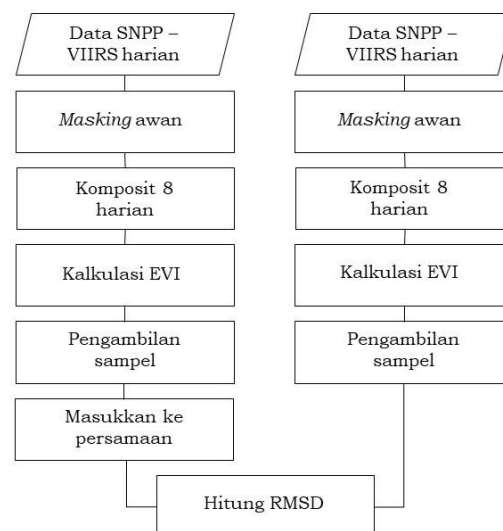 Data SNPP –
VIIRS harian
Masking awan
Komposit 8
harian
Kalkulasi EVI
Pengambilan
sampel
Masukkan ke
persamaan
Data SNPP –
VIIRS harian
Masking awan
Komposit 8
harian
Kalkulasi EVI
Pengambilan
sampel
Hitung RMSD